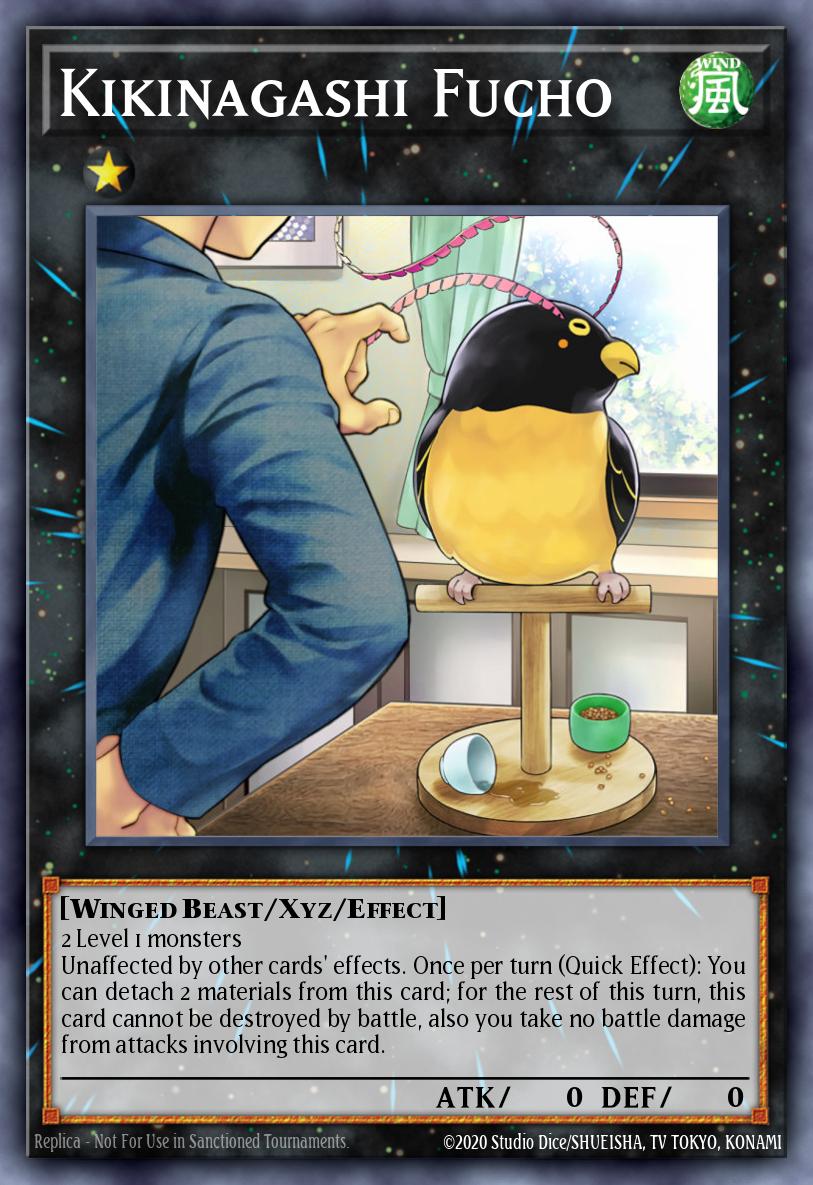 Kikinagashi Fucho
WIND
風
[Winged Beast/Xyz/Effect]
2 Level 1 monsters
Unaffected by other cards' effects. Once per turn (Quick Effect): You
can detach 2 materials from this card; for the rest of this turn, this
card cannot be destroyed by battle, also you take no battle damage
from attacks involving this card.
ATK/ 0 DEF/ 0
Replica - Not For Use in Sanctioned Tournaments.
©2020 Studio Dice/SHUEISHA, TV TOKYO, KONAMI